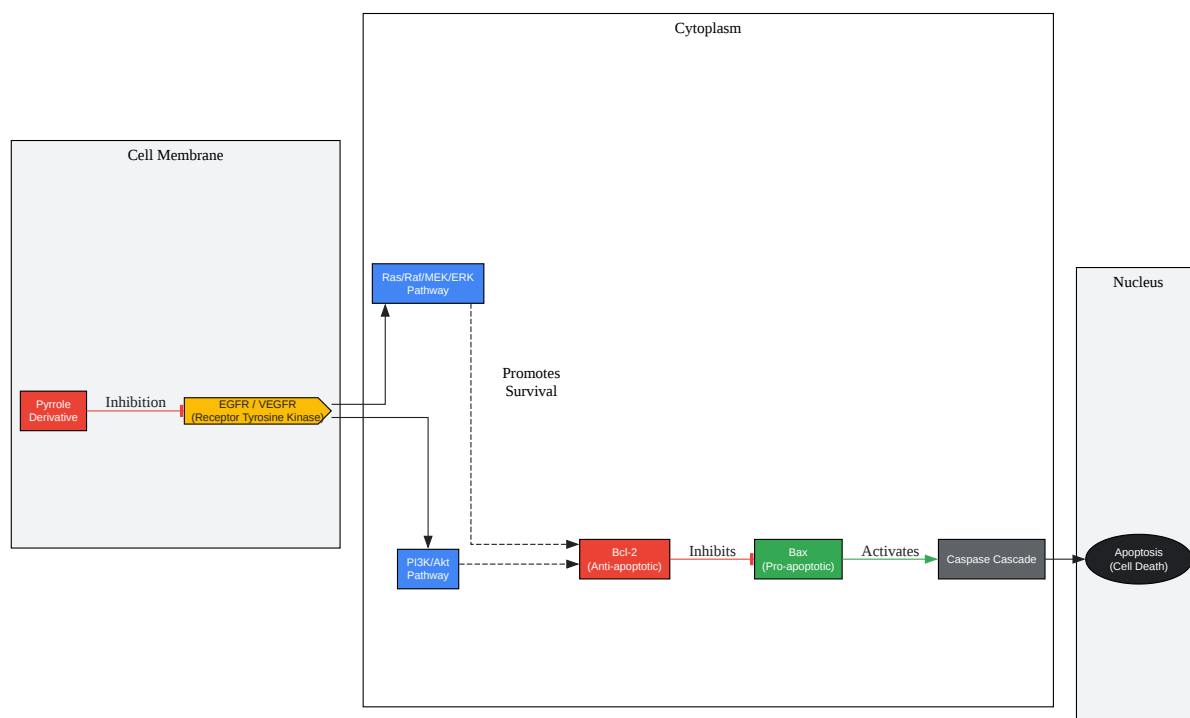 Cytoplasm
Cell Membrane
Nucleus
Ras/Raf/MEK/ERK
Pathway
Promotes
Survival
Pyrrole
Derivative
Inhibition
EGFR / VEGFR
(Receptor Tyrosine Kinase)
PI3K/Akt
Pathway
Bcl-2
(Anti-apoptotic)
Inhibits
Bax
(Pro-apoptotic)
Activates
Caspase Cascade
Apoptosis
(Cell Death)